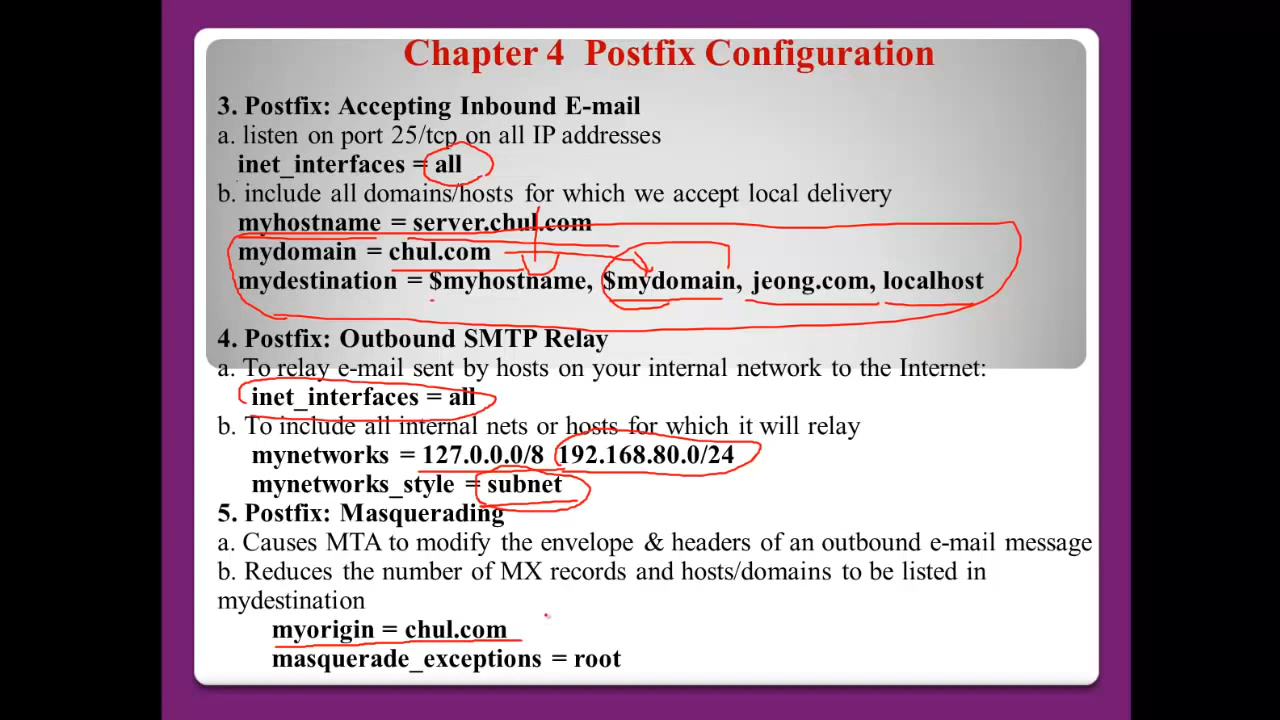 Chapter 4 Postfix Configuration
3. Postfix: Accepting Inbound E-mail
a. listen on port 25/tcp on all IP addresses
inet_interfaces = all
b. include all domains/hosts for which we accept local delivery
myhostname = server.chul.com
mydomain = chul.com
mydestination = $myhostname, $mydomain, jeong.com, localhost
4. Postfix: Outbound SMTP Relay
a. To relay e-mail sent by hosts on your internal network to the Internet:
inet_interfaces = all
b. To include all internal nets or hosts for which it will relay
mynetworks = 127.0.0.0/8 192.168.80.0/24
mynetworks_style = subnet
5. Postfix: Masquerading
a. Causes MTA to modify the envelope & headers of an outbound e-mail message
b. Reduces the number of MX records and hosts/domains to be listed in
mydestination
myorigin = chul.com
masquerade_exceptions = root